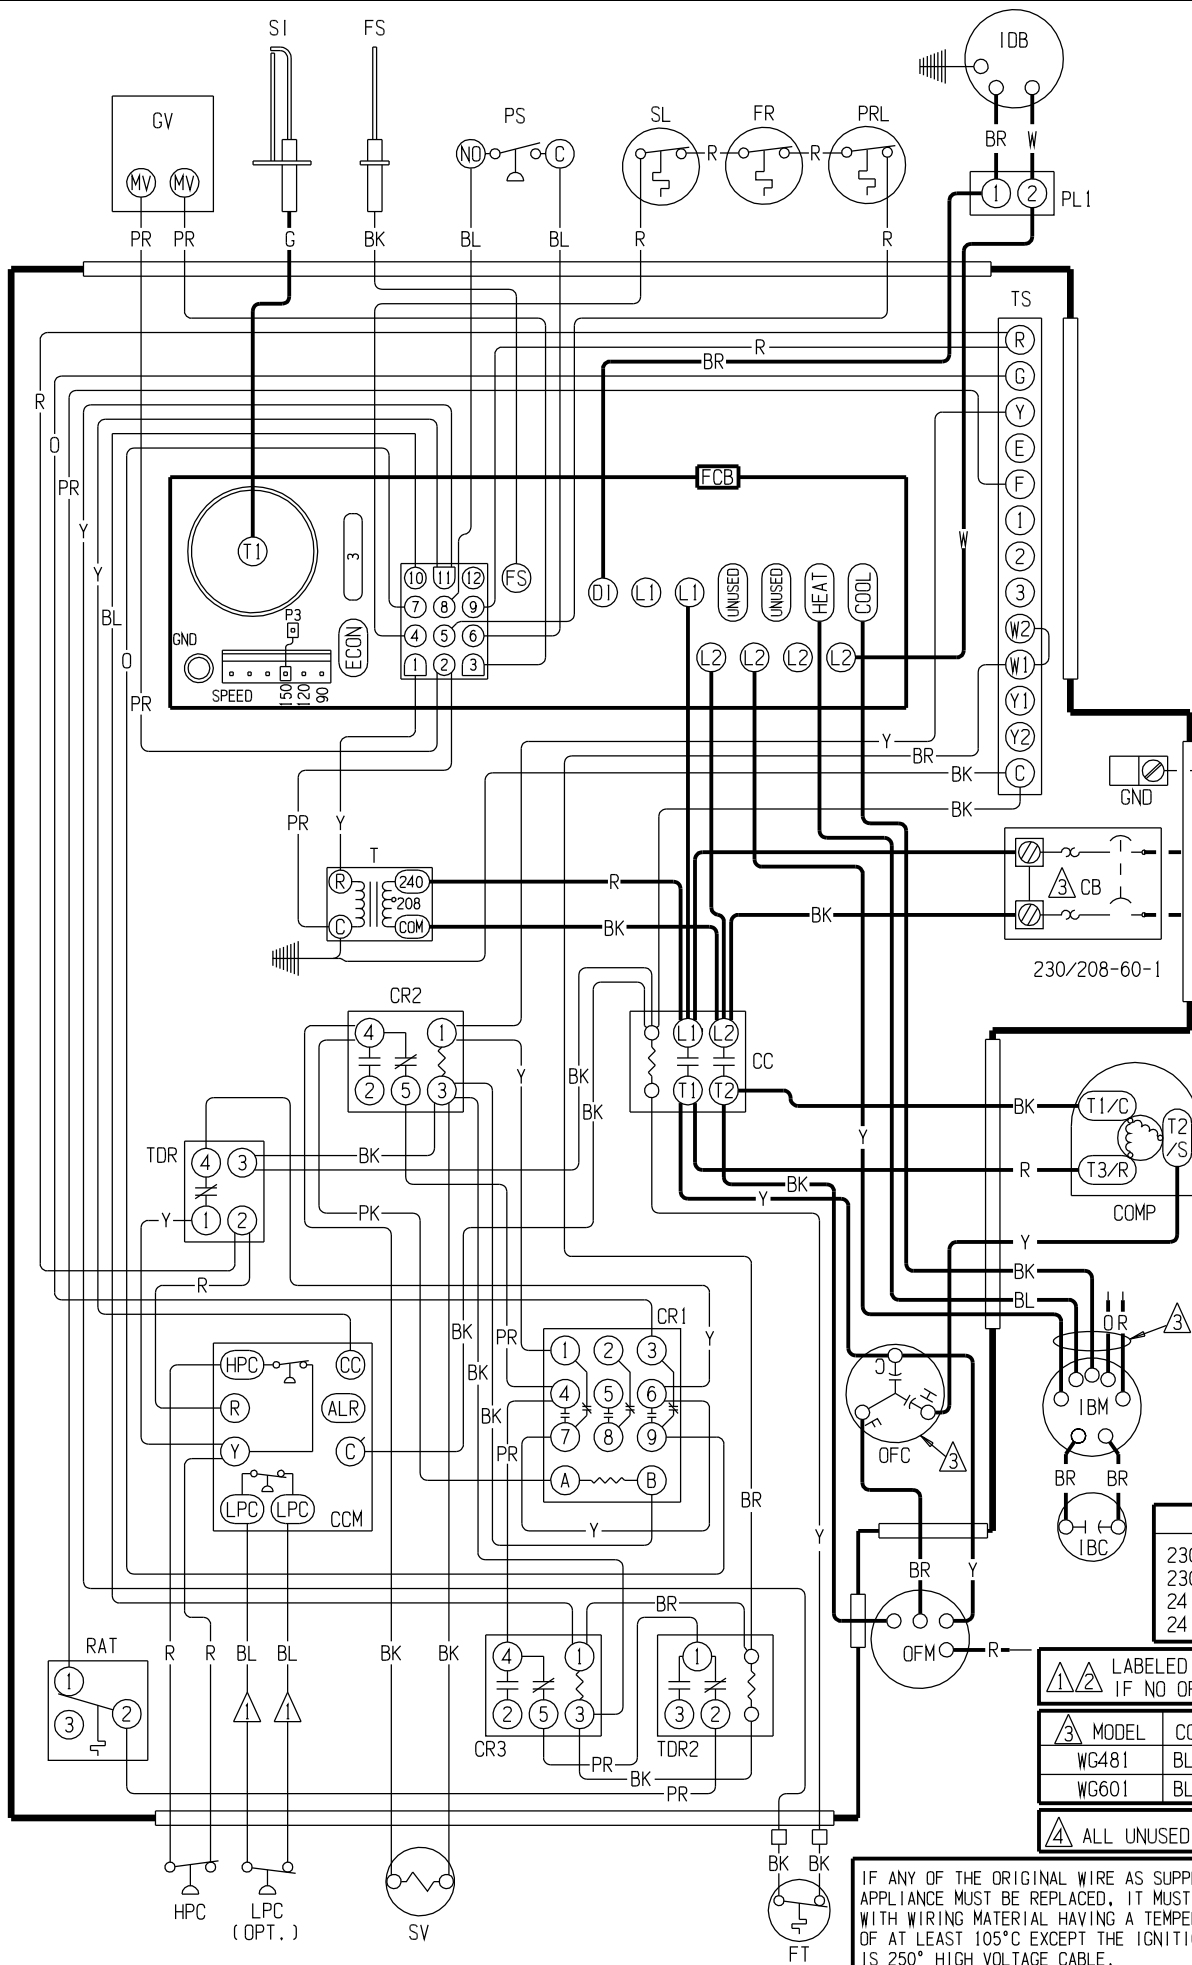 SI
FS
IDB
GV
PS
SL
FR
PRL
NO
C
R
R
BR
W
MV
MV
1
2
PL1
PR
PR
G
BK
BL
BL
R
R
TS
R
R
BR
G
R
Y
O
E
PR
FCB
F
Y
1
T1
3
W
2
Y
10
11
12
FS
D1
L1
L1
UNUSED
UNUSED
HEAT
COOL
3
BL
7
8
9
P3
W2
GND
ECON
4
5
6
O
L2
L2
L2
L2
W1
1
2
3
SPEED
150
120
90
PR
Y1
Y
Y2
BR
BK
C
GND
BK
PR
Y
T
R
240
R
3
CB
208
C
COM
BK
BK
230/208-60-1
CR2
4
1
L1
L2
CC
Y
BK
2
5
3
T1
T2
BK
BK
T1/C
T2
/S
Y
TDR
4
3
BK
R
T3/R
BK
Y
COMP
Y
1
2
PK
Y
BK
R
BL
CR1
BK
PR
Y
O
R
3
HPC
CC
1
2
3
C
BK
R
ALR
4
5
6
H
IBM
BK
F
Y
C
PR
7
8
9
OFC
3
A
B
BR
BR
LPC
LPC
CCM
BR
Y
Y
IBC
BR
Y
230
230
24
24
BR
RAT
R
R
BL
BL
BK
BK
4
1
1
OFM
R
1
2
LABELED
IF NO OR
1
2
3
1
1
2
5
3
3
2
CR3
PR
TDR2
BK
PR
3
MODEL
CO
WG481
BL
WG601
BL
4
ALL UNUSED
BK
BK
HPC
LPC
(OPT.)
SV
FT
IF ANY OF THE ORIGINAL WIRE AS SUPP
APPLIANCE MUST BE REPLACED, IT MUST
WITH WIRING MATERIAL HAVING A TEMPE
OF AT LEAST 105°C EXCEPT THE IGNITI
IS 250° HIGH VOLTAGE CABLE.